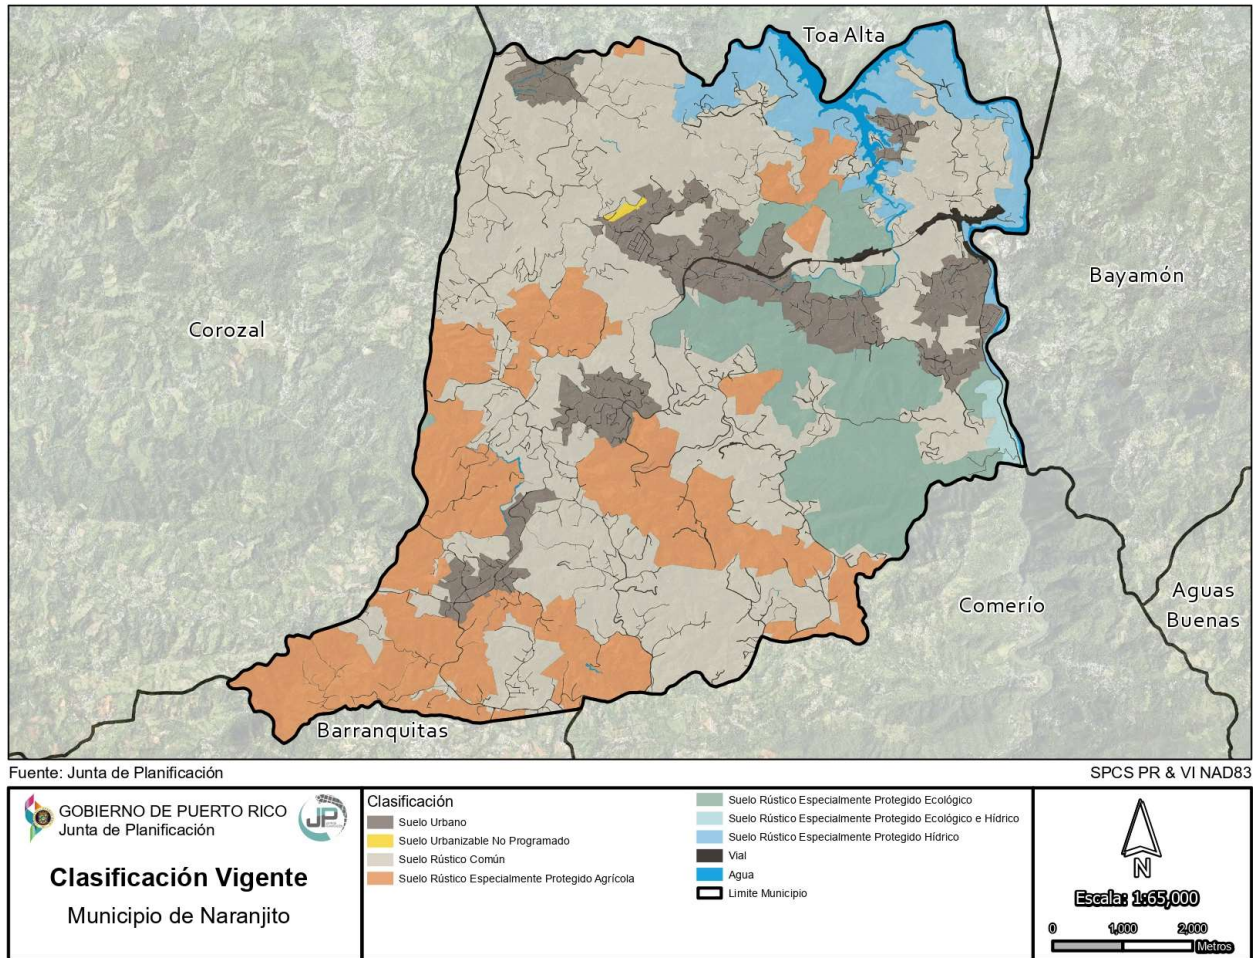 Toa Alta
Corozal
Bayamón
Comerío
Aguas
Buenas
Barranquitas
Fuente: Junta de Planificación
SPCS PR & VI NAD83
GOBIERNO DE PUERTO RICO
Junta de Planificación
JP
Clasificación Vigente
Municipio de Naranjito
Clasificación
Suelo Urbano
Suelo Urbanizable No Programado
Suelo Rústico Común
Suelo Rústico Especialmente Protegido Agrícola
Suelo Rústico Especialmente Protegido Ecológico
Suelo Rústico Especialmente Protegido Ecológico e Hídrico
Suelo Rústico Especialmente Protegido Hídrico
Vial
Agua
Limite Municipio
N
Escala: 1:65,000
0 1,000 2,000
Metros